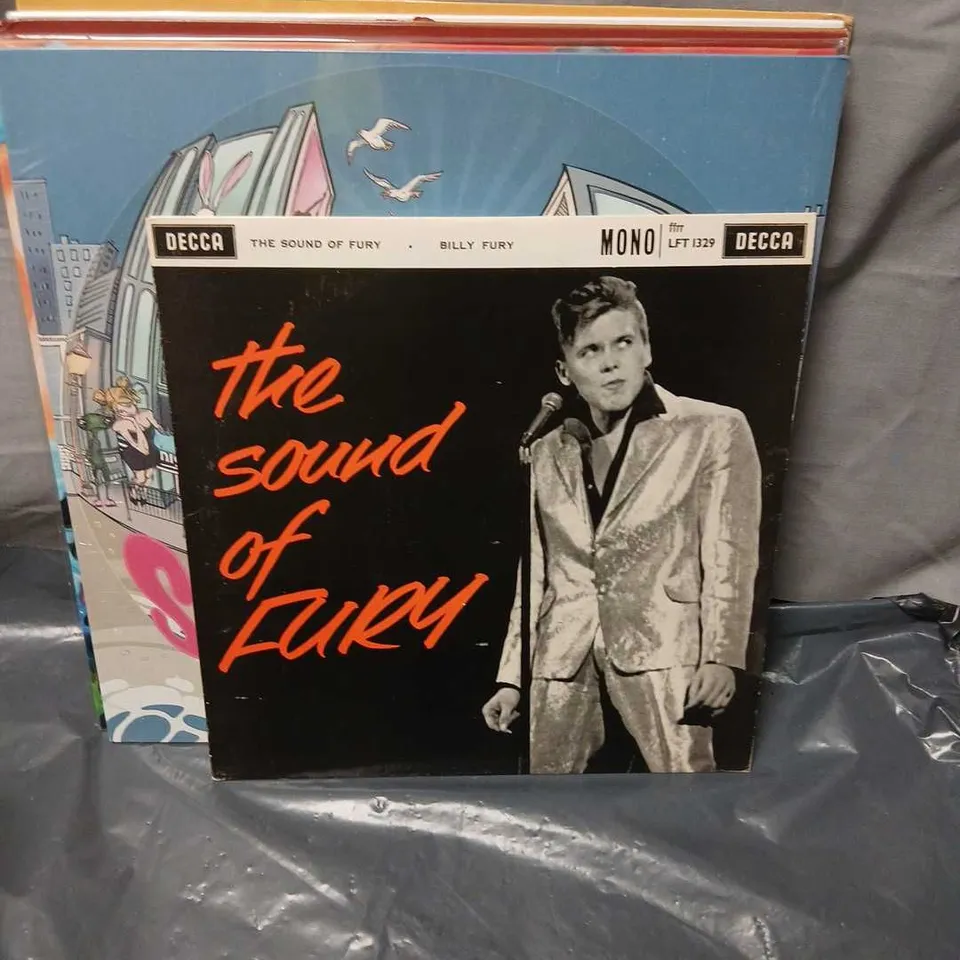 DECCA THE SOUND OF FURY • BILLY FURY MONO ffrr LFT 1329 DECCA
the
sound
of
FURY